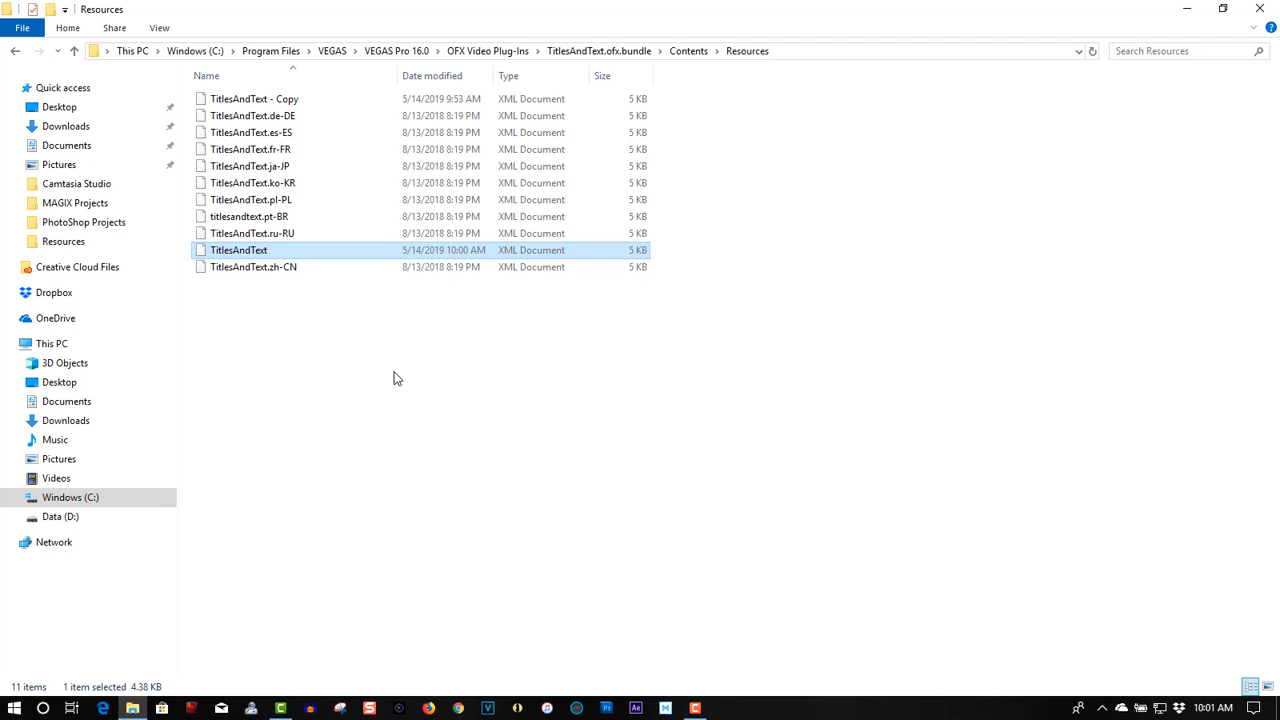 Resources
File Home Share View
This PC Windows (C:) Program Files VEGAS VEGAS Pro 16.0 OFX Video Plug-Ins TitlesAndText.ofx.bundle Contents Resources Search Resources
Name Date modified Type Size
Quick access
Desktop
Downloads
Documents
Pictures
Camtasia Studio
MAGIX Projects
PhotoShop Projects
Resources
Creative Cloud Files
Dropbox
OneDrive
This PC
3D Objects
Desktop
Documents
Downloads
Music
Pictures
Videos
Windows (C:)
Data (D:)
Network
TitlesAndText - Copy 5/14/2019 9:53 AM XML Document 5 KB
TitlesAndText.de-DE 8/13/2018 8:19 PM XML Document 5 KB
TitlesAndText.es-ES 8/13/2018 8:19 PM XML Document 5 KB
TitlesAndText.fr-FR 8/13/2018 8:19 PM XML Document 5 KB
TitlesAndText.ja-JP 8/13/2018 8:19 PM XML Document 5 KB
TitlesAndText.ko-KR 8/13/2018 8:19 PM XML Document 5 KB
TitlesAndText.pl-PL 8/13/2018 8:19 PM XML Document 5 KB
titlesandtext.pt-BR 8/13/2018 8:19 PM XML Document 5 KB
TitlesAndText.ru-RU 8/13/2018 8:19 PM XML Document 5 KB
TitlesAndText 5/14/2019 10:00 AM XML Document 5 KB
TitlesAndText.zh-CN 8/13/2018 8:19 PM XML Document 5 KB
11 items 1 item selected 4.38 KB
10:01 AM